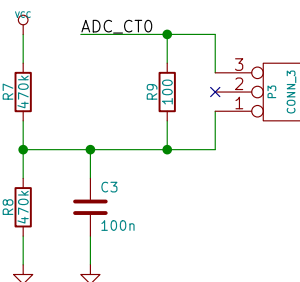 VCC
ADC_CT0
R7
470k
R9
100
3
2
1
P3
CONN_3
R8
470k
C3
100n